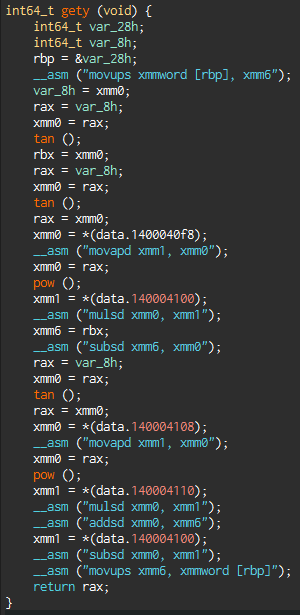 int64_t gety (void) {
int64_t var_28h;
int64_t var_8h;
rbp = &var_28h;
__asm ("movups xmmword [rbp], xmm6");
var_8h = xmm0;
rax = var_8h;
xmm0 = rax;
tan ();
rbx = xmm0;
rax = var_8h;
xmm0 = rax;
tan ();
rax = xmm0;
xmm0 = *(data.1400040f8);
__asm ("movapd xmm1, xmm0");
xmm0 = rax;
pow ();
xmm1 = *(data.140004100);
__asm ("mulsd xmm0, xmm1");
xmm6 = rbx;
__asm ("subsd xmm6, xmm0");
rax = var_8h;
xmm0 = rax;
tan ();
rax = xmm0;
xmm0 = *(data.140004108);
__asm ("movapd xmm1, xmm0");
xmm0 = rax;
pow ();
xmm1 = *(data.140004110);
__asm ("mulsd xmm0, xmm1");
__asm ("addsd xmm0, xmm6");
xmm1 = *(data.140004100);
__asm ("subsd xmm0, xmm1");
__asm ("movups xmm6, xmmword [rbp]");
return rax;
}